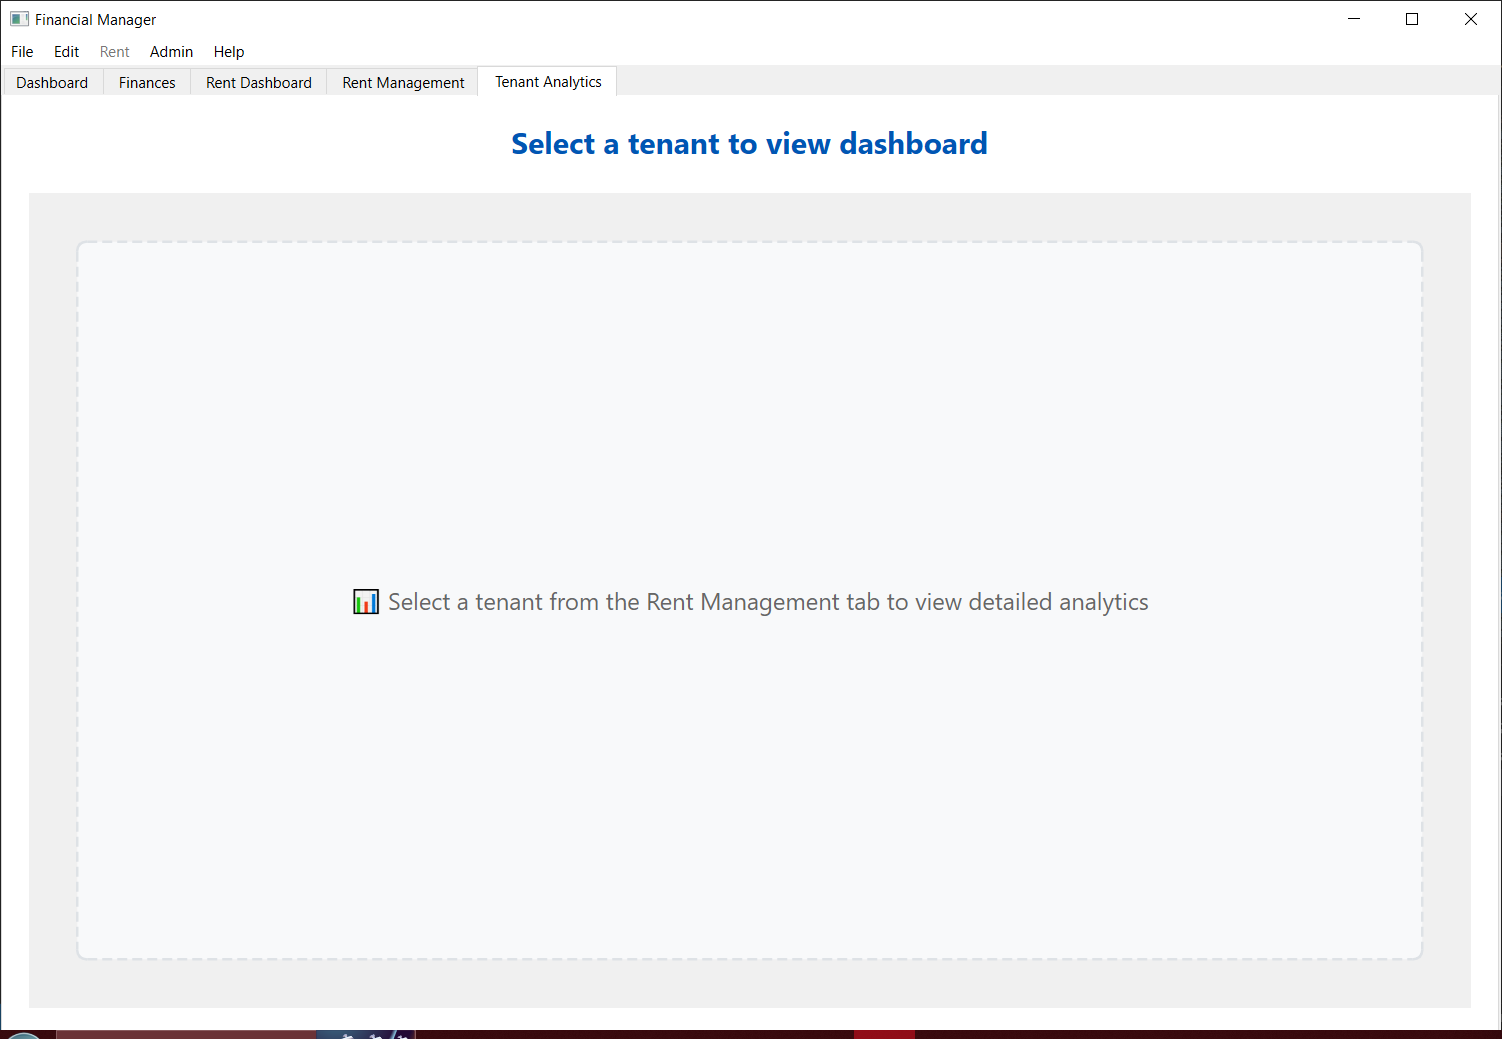 Financial Manager
File Edit Rent Admin Help
Dashboard Finances Rent Dashboard Rent Management Tenant Analytics
Select a tenant to view dashboard
📊 Select a tenant from the Rent Management tab to view detailed analytics